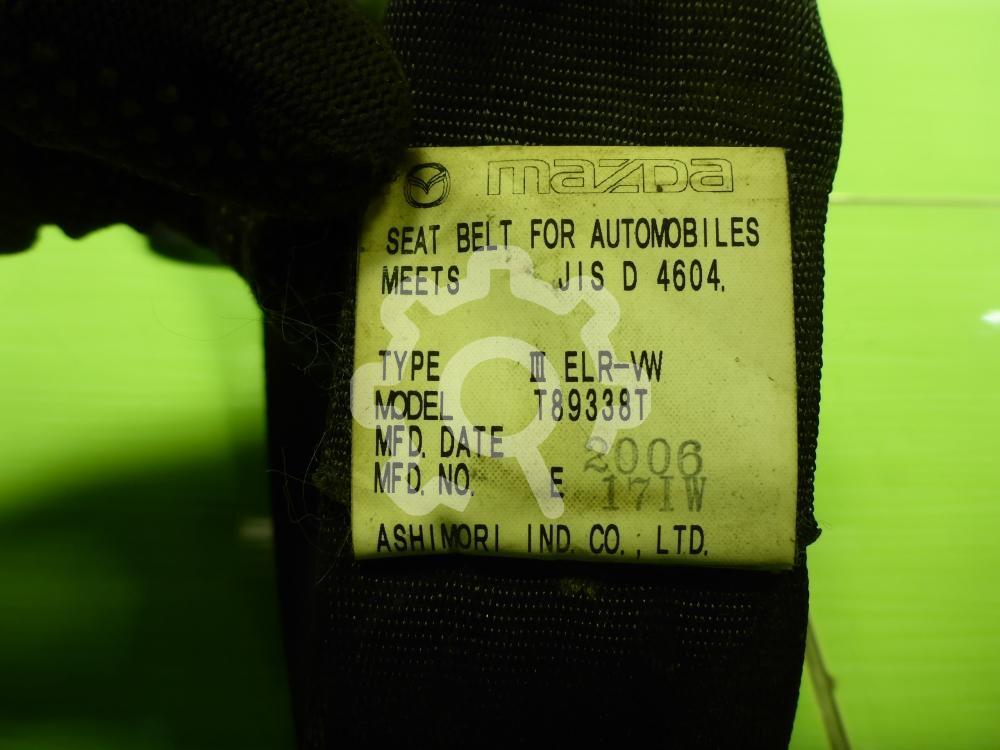 mazda
SEAT BELT FOR AUTOMOBILES
MEETS JIS D 4604.
TYPE III ELR-VW
MODEL T89338T
MFD. DATE 2006
MFD. NO. E 17IW
ASHIMORI IND. CO., LTD.